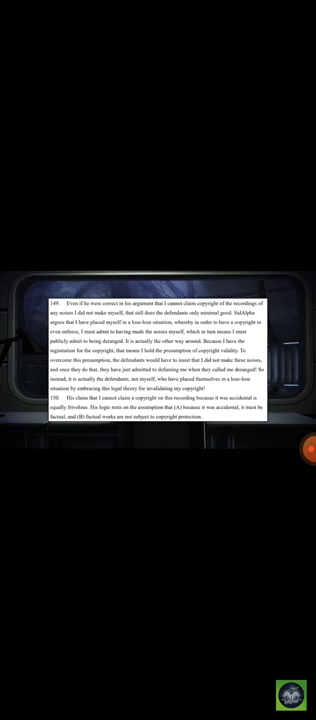 149. Even if he were correct in his argument that I cannot claim copyright of the recordings of
any noises I did not make myself, that still does the defendants only minimal good. SidAlpha
argues that I have placed myself in a lose-lose situation, whereby in order to have a copyright to
even enforce, I must admit to having made the noises myself, which in turn means I must
publicly admit to being deranged. It is actually the other way around. Because I have the
registration for the copyright, that means I hold the presumption of copyright validity. To
overcome this presumption, the defendants would have to insist that I did not make these noises,
and once they do that, they have just admitted to defaming me when they called me deranged! So
instead, it is actually the defendants, not myself, who have placed themselves in a lose-lose
situation by embracing this legal theory for invalidating my copyright!
150. His claim that I cannot claim a copyright on this recording because it was accidental is
equally frivolous. His logic rests on the assumption that (A) because it was accidental, it must be
factual, and (B) factual works are not subject to copyright protection.